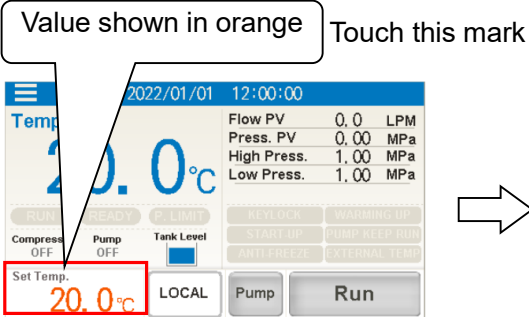 Value shown in orange
Touch this mark
2022/01/01 12:00:00
Temp
20.0℃
Flow PV 0.0 LPM
Press. PV 0.00 MPa
High Press. 1.00 MPa
Low Press. 1.00 MPa
RUN READY P. LIMIT
KEYLOCK WARMING UP
START UP PUMP KEEP RUN
ANTI-FREEZE EXTERNAL TEMP
Compress Pump Tank Level
OFF OFF
Set Temp.
20.0℃
LOCAL
Pump
Run